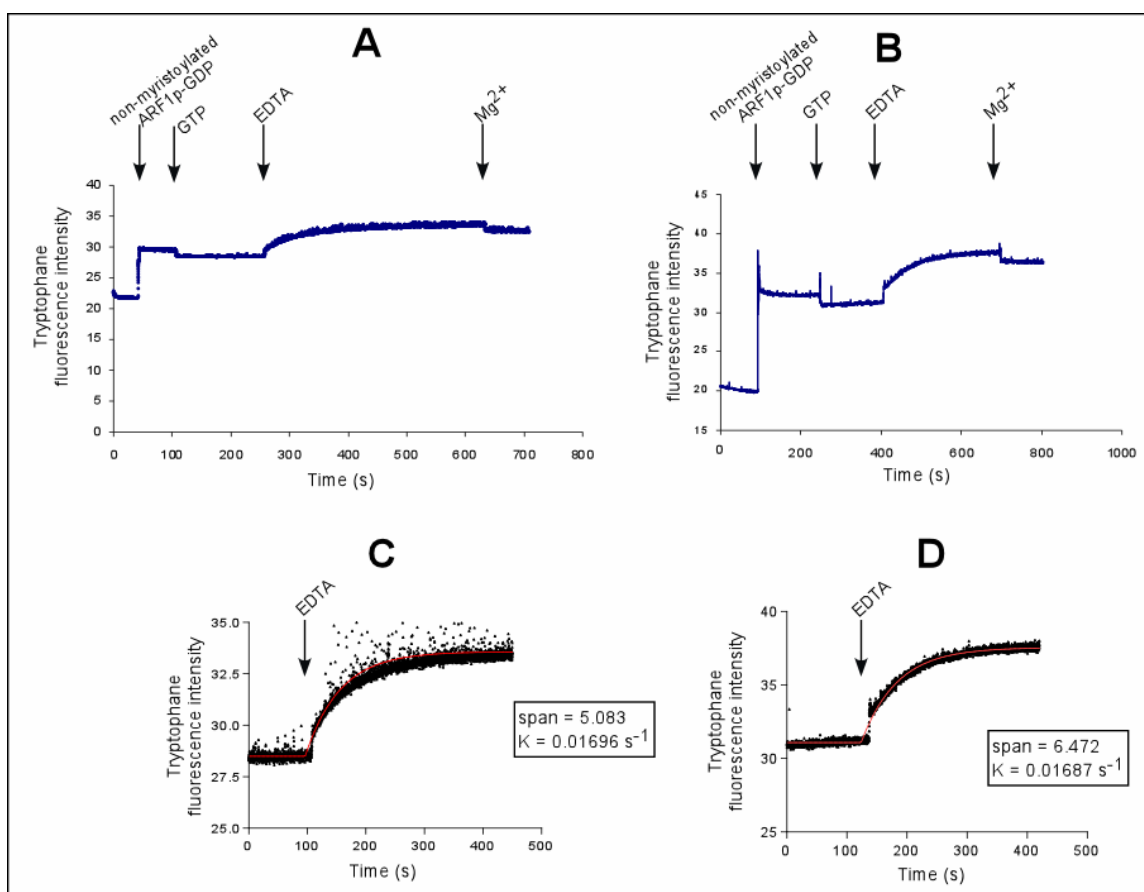 A
non-myristoylated
ARF1p-GDP
GTP
EDTA
Mg2+
Tryptophane
fluorescence intensity
40
35
30
25
20
15
10
5
0
0 100 200 300 400 500 600 700 800
Time (s)
B
non-myristoylated
ARF1p-GDP
GTP
EDTA
Mg2+
Tryptophane
fluorescence intensity
45
40
35
31
25
20
15
0 200 400 600 800 1000
Time (s)
C
EDTA
Tryptophane
fluorescence intensity
35.0
32.5
30.0
27.5
25.0
0 100 200 300 400 500
Time (s)
span = 5.083
K = 0.01696 s-1
D
EDTA
Tryptophane
fluorescence intensity
40
35
30
25
0 100 200 300 400 500
Time (s)
span = 6.472
K = 0.01687 s-1